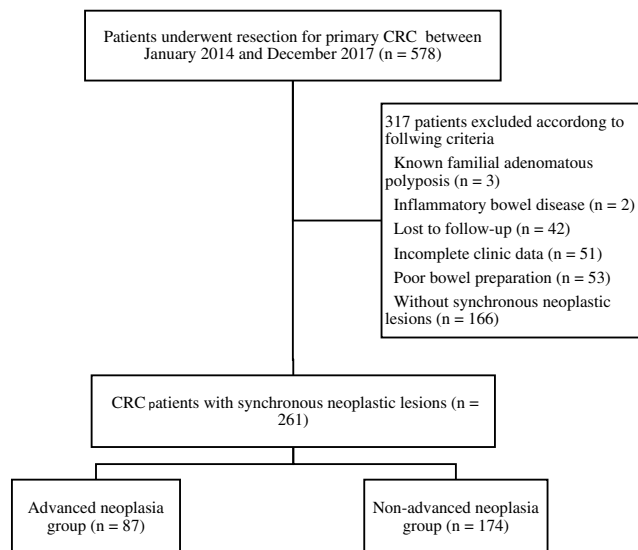 Patients underwent resection for primary CRC between
January 2014 and December 2017 (n = 578)
317 patients excluded accordong to
follwing criteria
Known familial adenomatous
polyposis (n = 3)
Inflammatory bowel disease (n = 2)
Lost to follow-up (n = 42)
Incomplete clinic data (n = 51)
Poor bowel preparation (n = 53)
Without synchronous neoplastic
lesions (n = 166)
CRC patients with synchronous neoplastic lesions (n =
261)
Advanced neoplasia
group (n = 87)
Non-advanced neoplasia
group (n = 174)